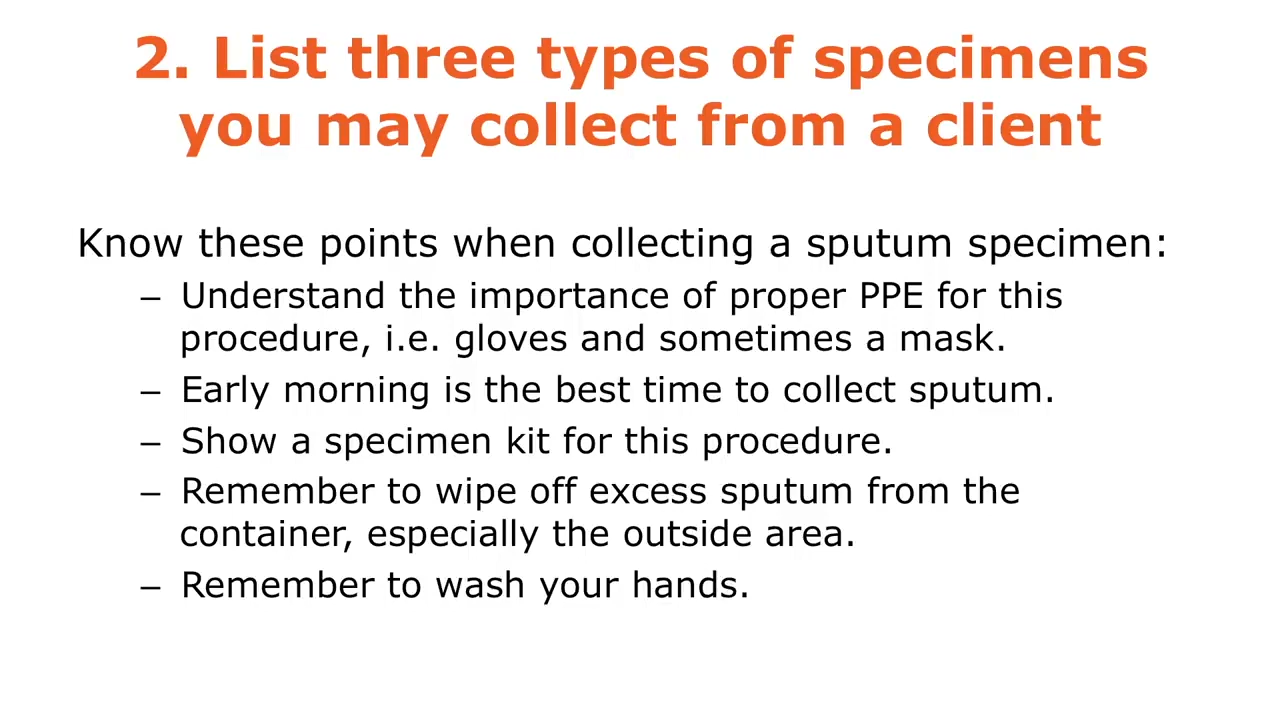 2. List three types of specimens
you may collect from a client
Know these points when collecting a sputum specimen:
– Understand the importance of proper PPE for this
procedure, i.e. gloves and sometimes a mask.
– Early morning is the best time to collect sputum.
– Show a specimen kit for this procedure.
– Remember to wipe off excess sputum from the
container, especially the outside area.
– Remember to wash your hands.